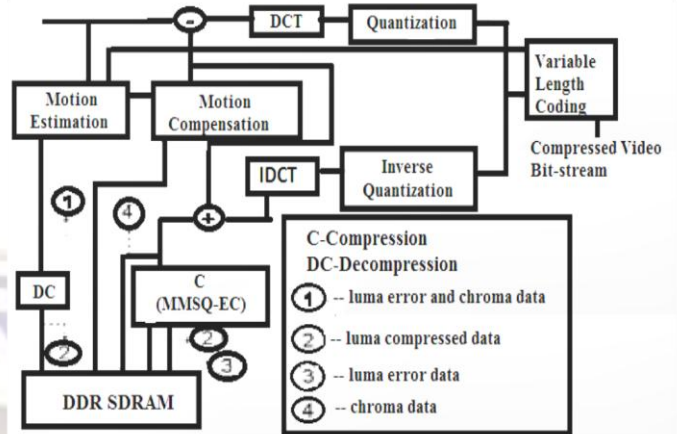 -
DCT
Quantization
Variable
Length
Coding
Motion
Estimation
Motion
Compensation
Compressed Video
Bit-stream
IDCT
Inverse
Quantization
1
4
+
C-Compression
DC-Decompression
DC
C
(MMSQ-EC)
1 -- luma error and chroma data
2
2 -- luma compressed data
2
3
3 -- luma error data
DDR SDRAM
4 -- chroma data